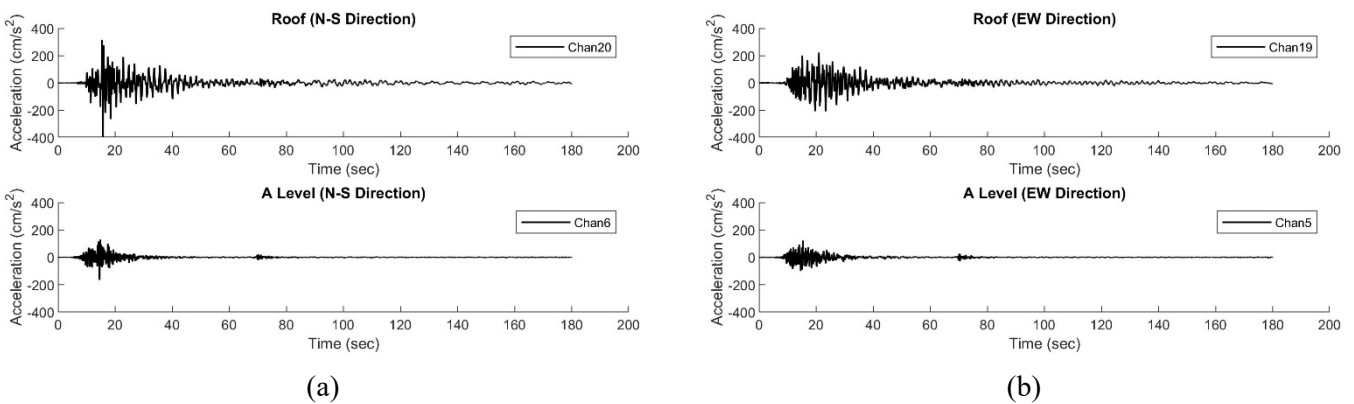 Roof (N-S Direction)
400
200
0
-200
-400
Acceleration (cm/s²)
Chan20
0 20 40 60 80 100 120 140 160 180 200
Time (sec)
A Level (N-S Direction)
400
200
0
-200
-400
Acceleration (cm/s²)
Chan6
0 20 40 60 80 100 120 140 160 180 200
Time (sec)
(a)
Roof (EW Direction)
400
200
0
-200
-400
Acceleration (cm/s²)
Chan19
0 20 40 60 80 100 120 140 160 180 200
Time (sec)
A Level (EW Direction)
400
200
0
-200
-400
Acceleration (cm/s²)
Chan5
0 20 40 60 80 100 120 140 160 180 200
Time (sec)
(b)